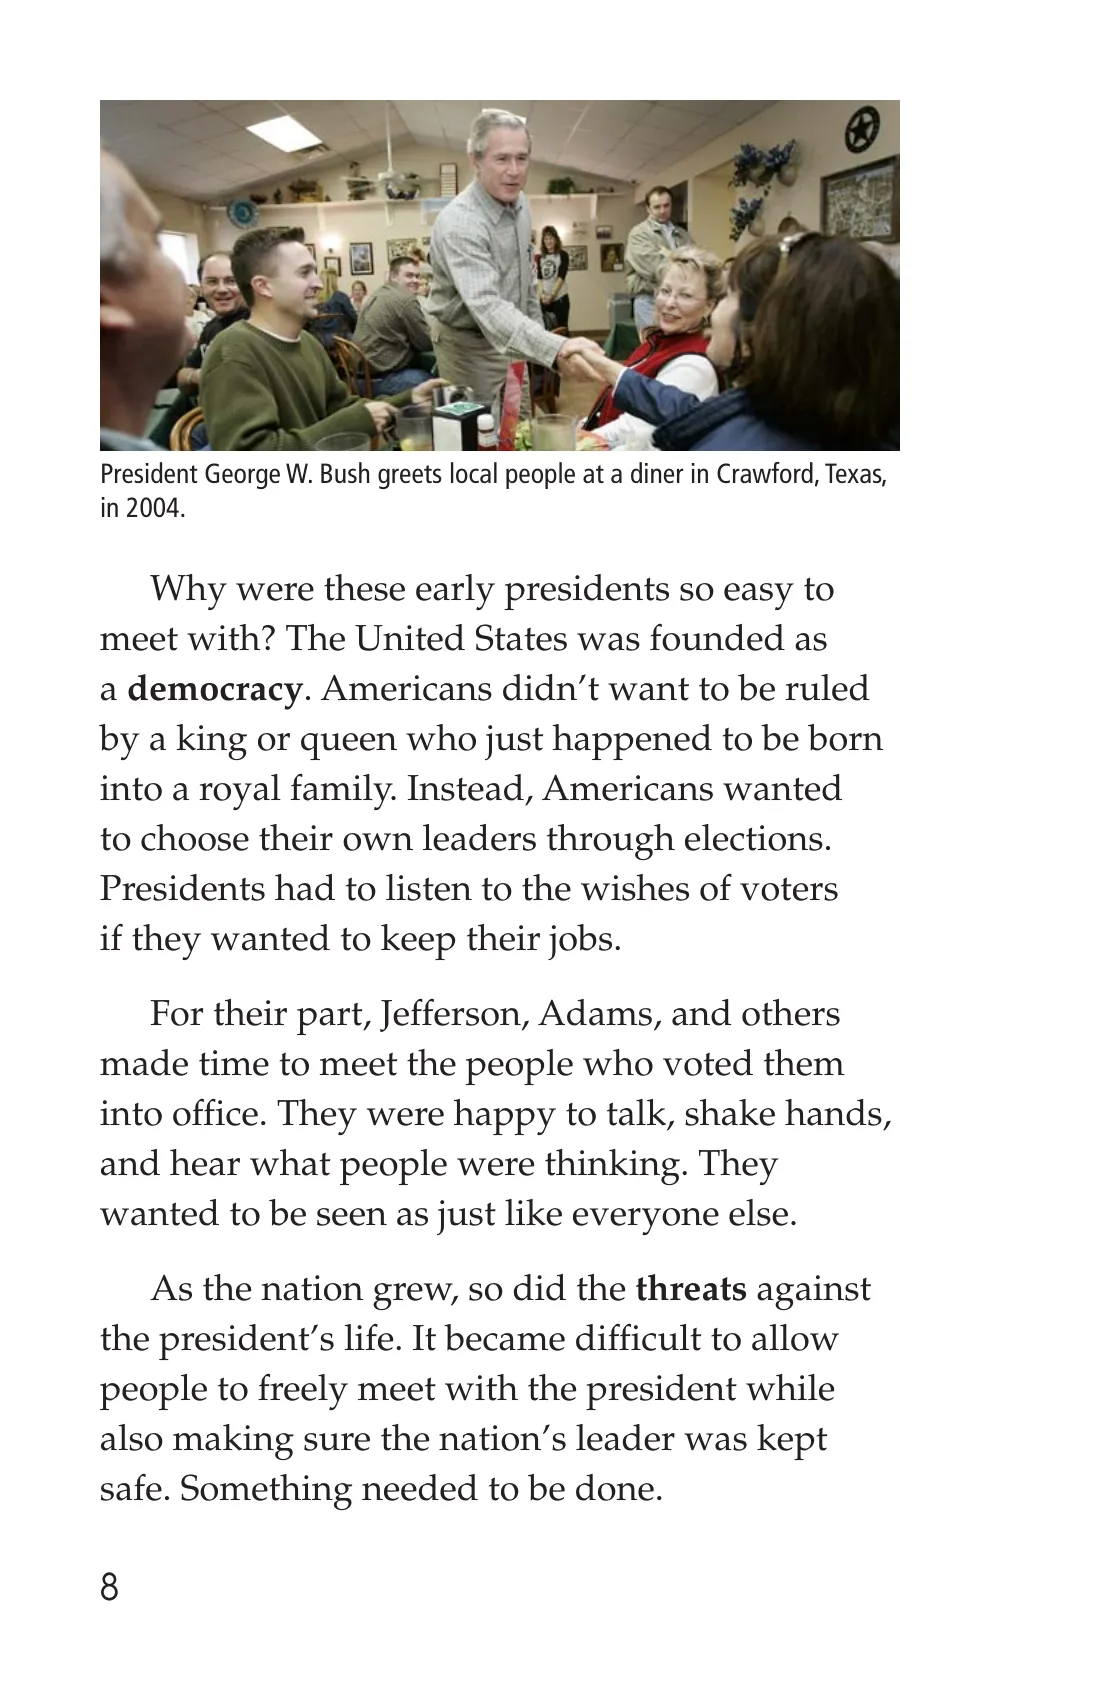 President George W. Bush greets local people at a diner in Crawford, Texas,
in 2004.
Why were these early presidents so easy to
meet with? The United States was founded as
a democracy. Americans didn’t want to be ruled
by a king or queen who just happened to be born
into a royal family. Instead, Americans wanted
to choose their own leaders through elections.
Presidents had to listen to the wishes of voters
if they wanted to keep their jobs.
For their part, Jefferson, Adams, and others
made time to meet the people who voted them
into office. They were happy to talk, shake hands,
and hear what people were thinking. They
wanted to be seen as just like everyone else.
As the nation grew, so did the threats against
the president’s life. It became difficult to allow
people to freely meet with the president while
also making sure the nation’s leader was kept
safe. Something needed to be done.
8